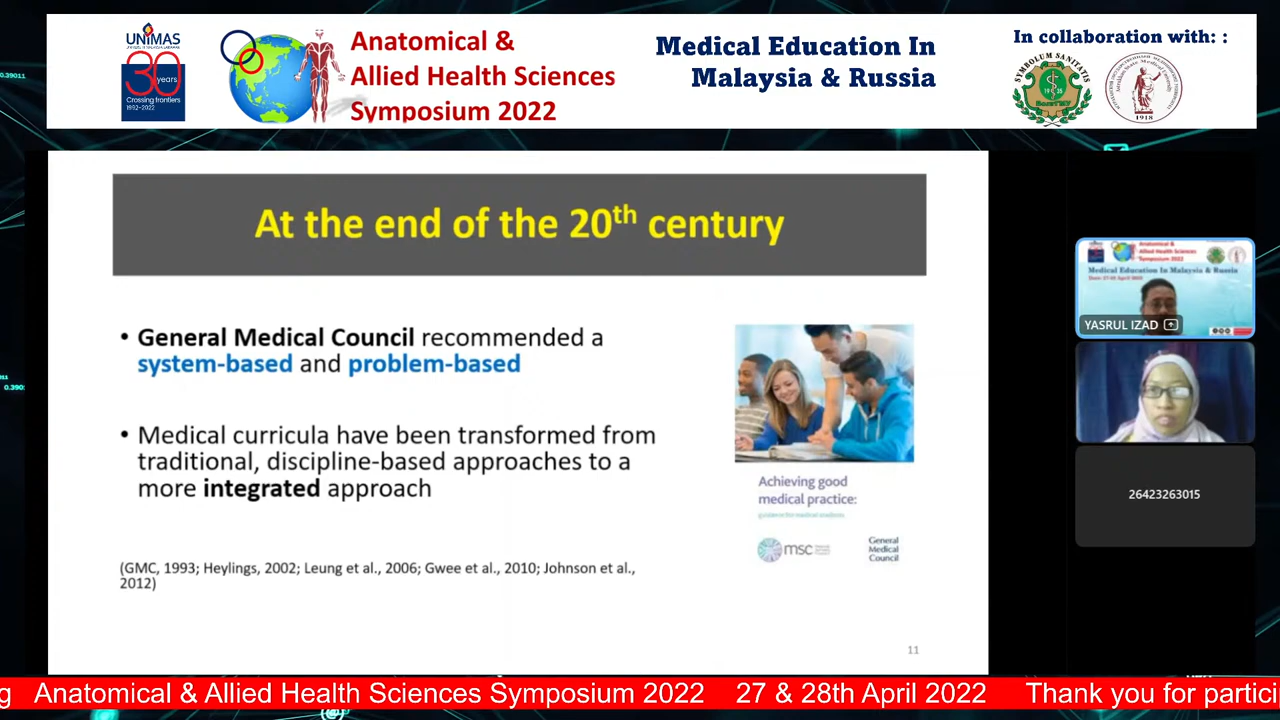 UNIMAS
30
years
Crossing frontiers
1992-2022
Anatomical &
Allied Health Sciences
Symposium 2022
Medical Education In
Malaysia & Russia
In collaboration with: :
SYMBOLUM SANITATIS
1918
At the end of the 20th century
• General Medical Council recommended a
system-based and problem-based
• Medical curricula have been transformed from
traditional, discipline-based approaches to a
more integrated approach
(GMC, 1993; Heylings, 2002; Leung et al., 2006; Gwee et al., 2010; Johnson et al.,
2012)
Achieving good
medical practice:
guidance for medical students
msc
General
Medical
Council
11
Anatomical &
Allied Health Sciences
Symposium 2022
Medical Education In Malaysia & Russia
YASRUL IZAD
26423263015
0.39011
0.390
g Anatomical & Allied Health Sciences Symposium 2022 27 & 28th April 2022 Thank you for partici